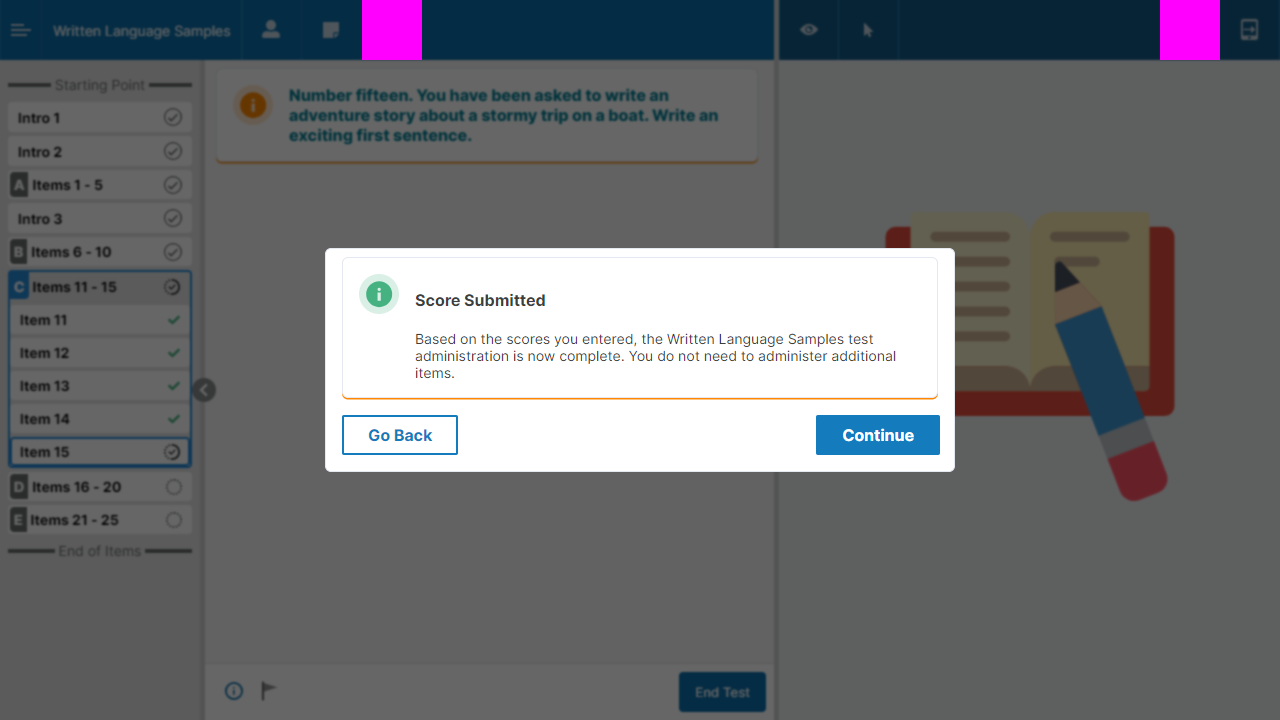 Written Language Samples
Starting Point
Intro 1
Intro 2
A Items 1 - 5
Intro 3
B Items 6 - 10
C Items 11 - 15
Item 11
Item 12
Item 13
Item 14
Item 15
D Items 16 - 20
E Items 21 - 25
End of Items
Number fifteen. You have been asked to write an
adventure story about a stormy trip on a boat. Write an
exciting first sentence.
Score Submitted
Based on the scores you entered, the Written Language Samples test
administration is now complete. You do not need to administer additional
items.
Go Back
Continue
End Test